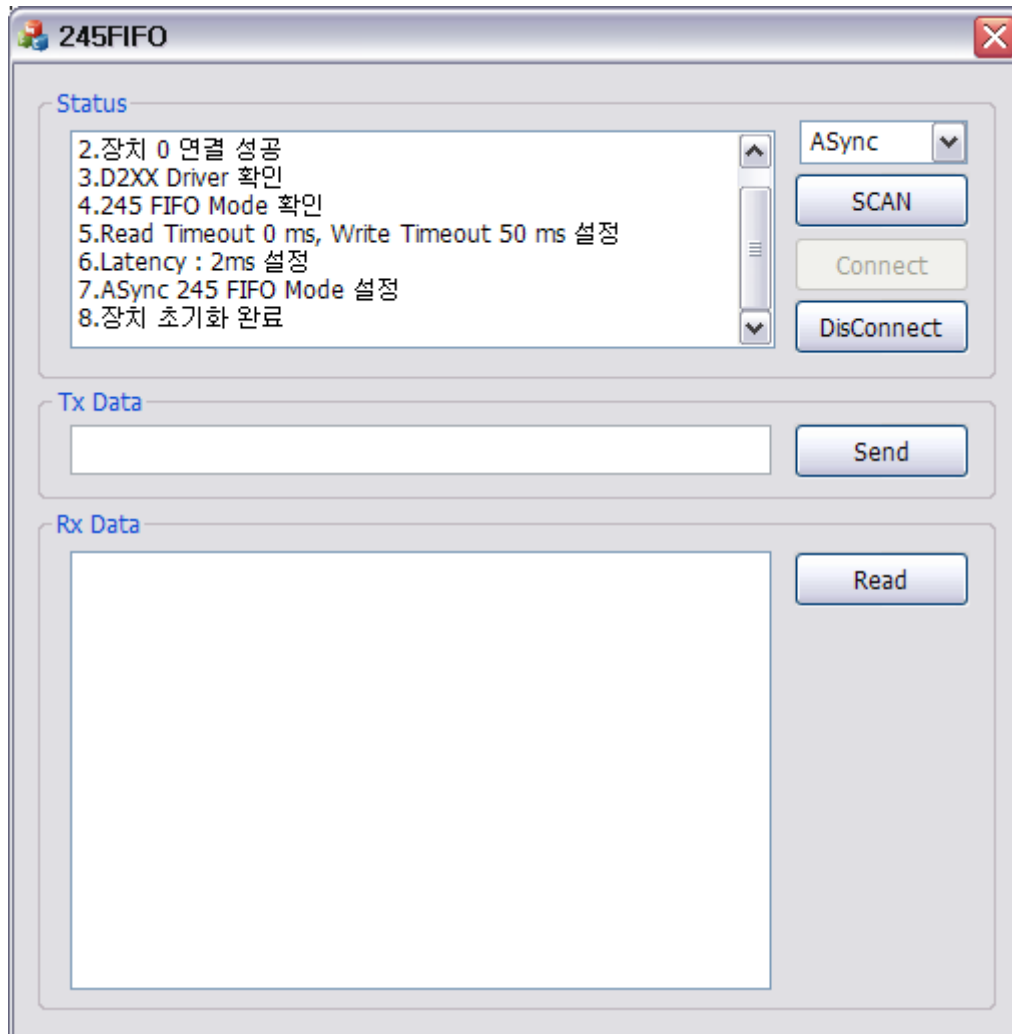 245FIFO
Status
2.장치 0 연결 성공
3.D2XX Driver 확인
4.245 FIFO Mode 확인
5.Read Timeout 0 ms, Write Timeout 50 ms 설정
6.Latency : 2ms 설정
7.ASync 245 FIFO Mode 설정
8.장치 초기화 완료
ASync
SCAN
Connect
DisConnect
Tx Data
Send
Rx Data
Read